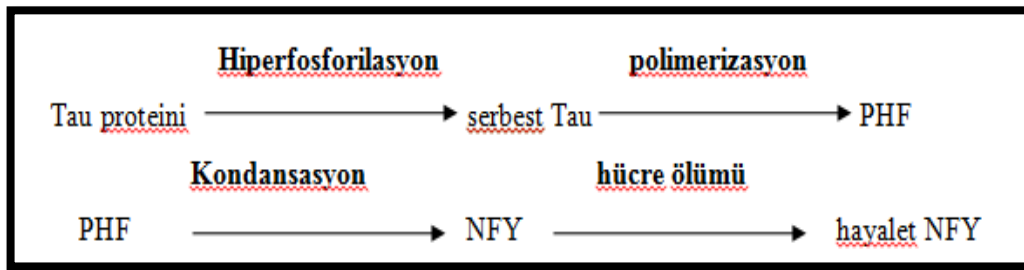 Hiperfosforilasyon polimerizasyon
Tau proteini serbest Tau PHF
Kondansasyon hücre ölümü
PHF NFY hayalet NFY